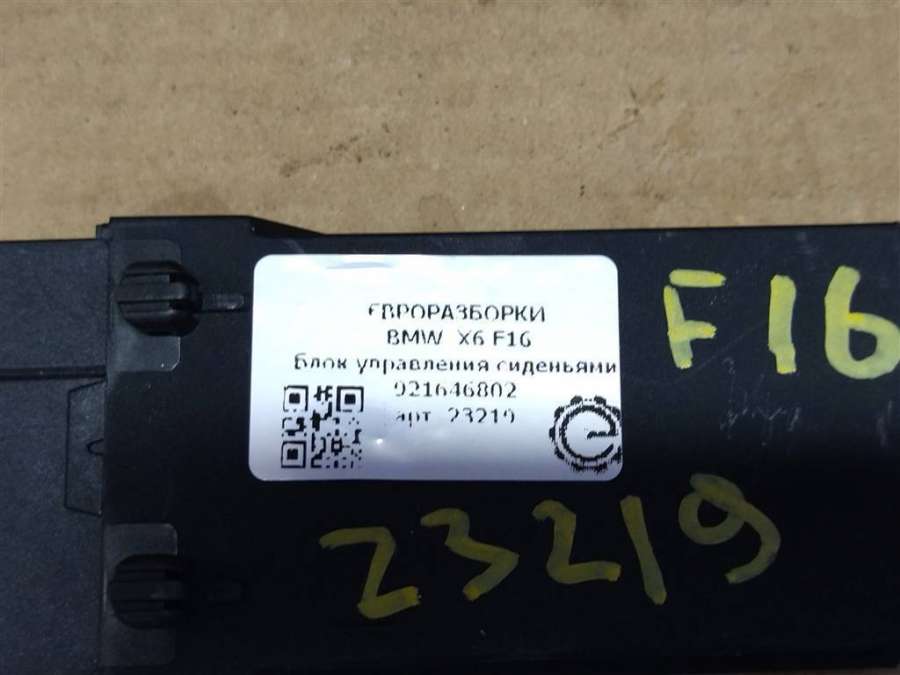 ЕВРОРАЗБОРКИ
F16
BMW X6 F16
Блок управления сиденьями
921646802
арт. 23219
23219